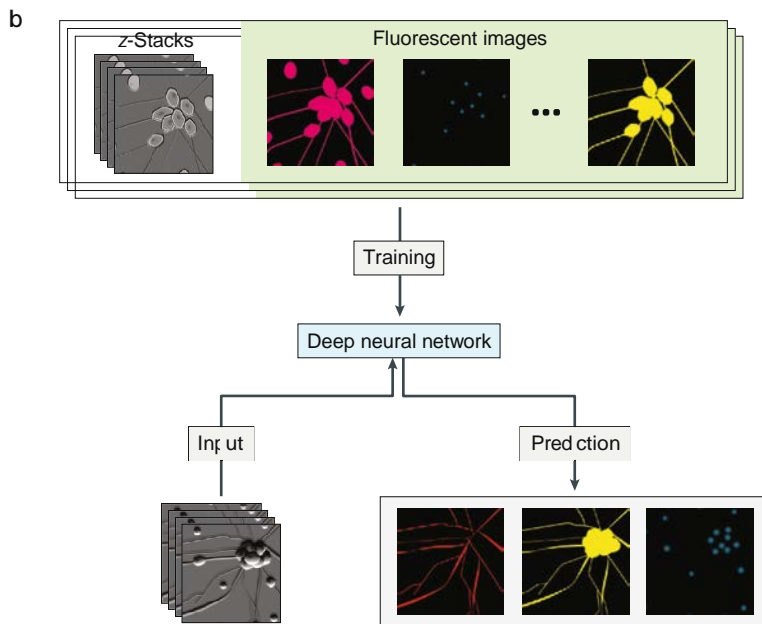 b
z-Stacks Fluorescent images
Training
Deep neural network
Input Prediction